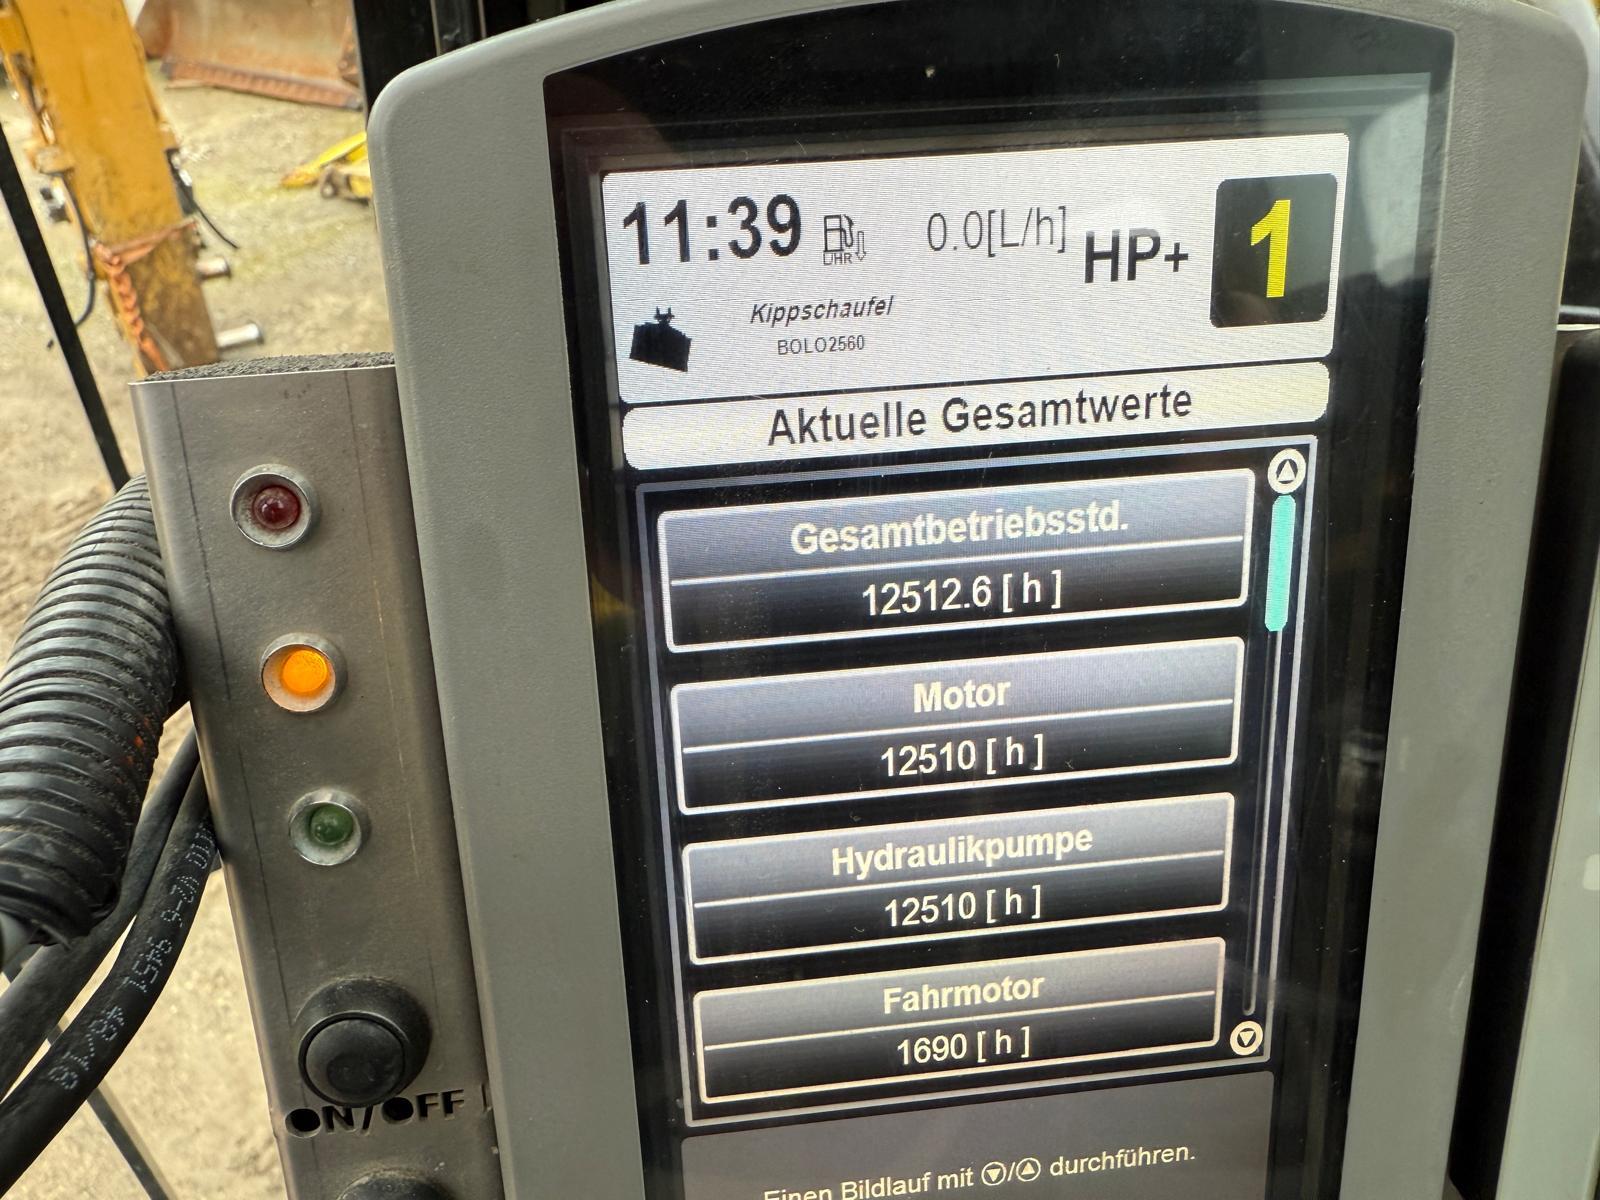 11:39
UHR
0.0[L/h]
HP+
1
Kippschaufel
BOLO2560
Aktuelle Gesamtwerte
Gesamtbetriebsstd.
12512.6 [ h ]
Motor
12510 [ h ]
Hydraulikpumpe
12510 [ h ]
Fahrmotor
1690 [ h ]
Einen Bildlauf mit ▽/△ durchführen.
ON/OFF